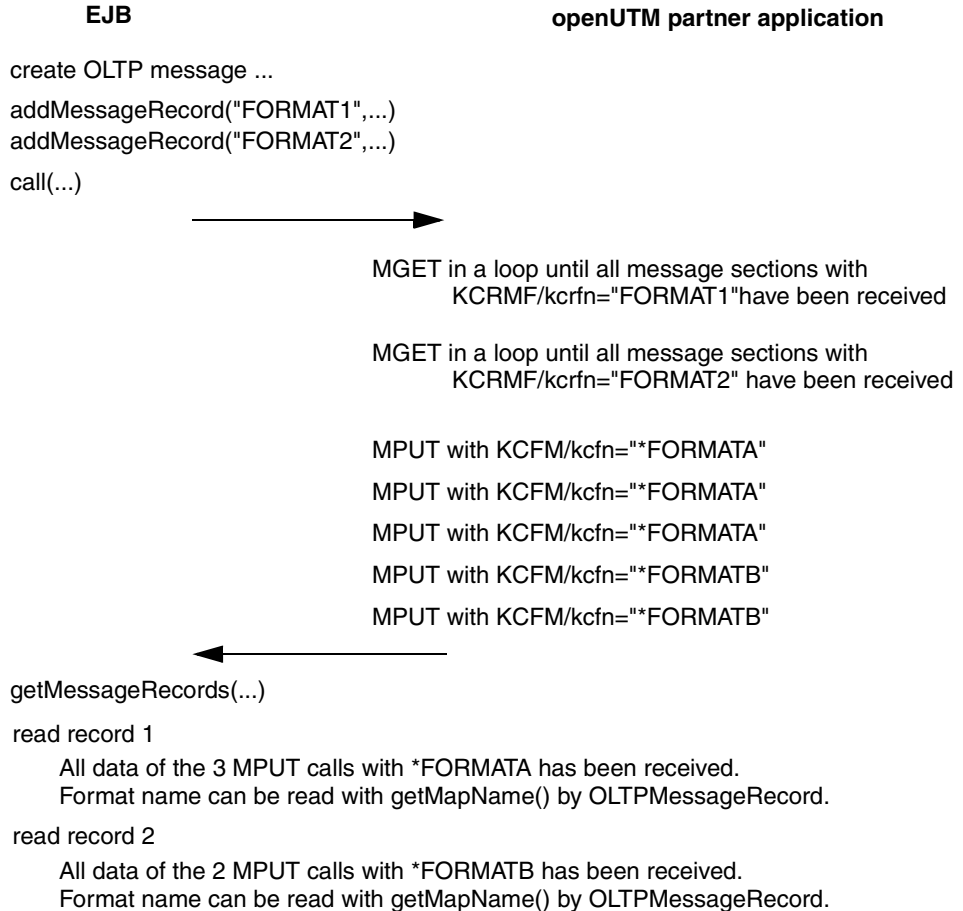 EJB
openUTM partner application
create OLTP message ...
addMessageRecord("FORMAT1",...)
addMessageRecord("FORMAT2",...)
call(...)
MGET in a loop until all message sections with
KCRMF/kcrfn="FORMAT1"have been received
MGET in a loop until all message sections with
KCRMF/kcrfn="FORMAT2" have been received
MPUT with KCFM/kcfn="*FORMATA"
MPUT with KCFM/kcfn="*FORMATA"
MPUT with KCFM/kcfn="*FORMATA"
MPUT with KCFM/kcfn="*FORMATB"
MPUT with KCFM/kcfn="*FORMATB"
getMessageRecords(...)
read record 1
All data of the 3 MPUT calls with *FORMATA has been received.
Format name can be read with getMapName() by OLTPMessageRecord.
read record 2
All data of the 2 MPUT calls with *FORMATB has been received.
Format name can be read with getMapName() by OLTPMessageRecord.